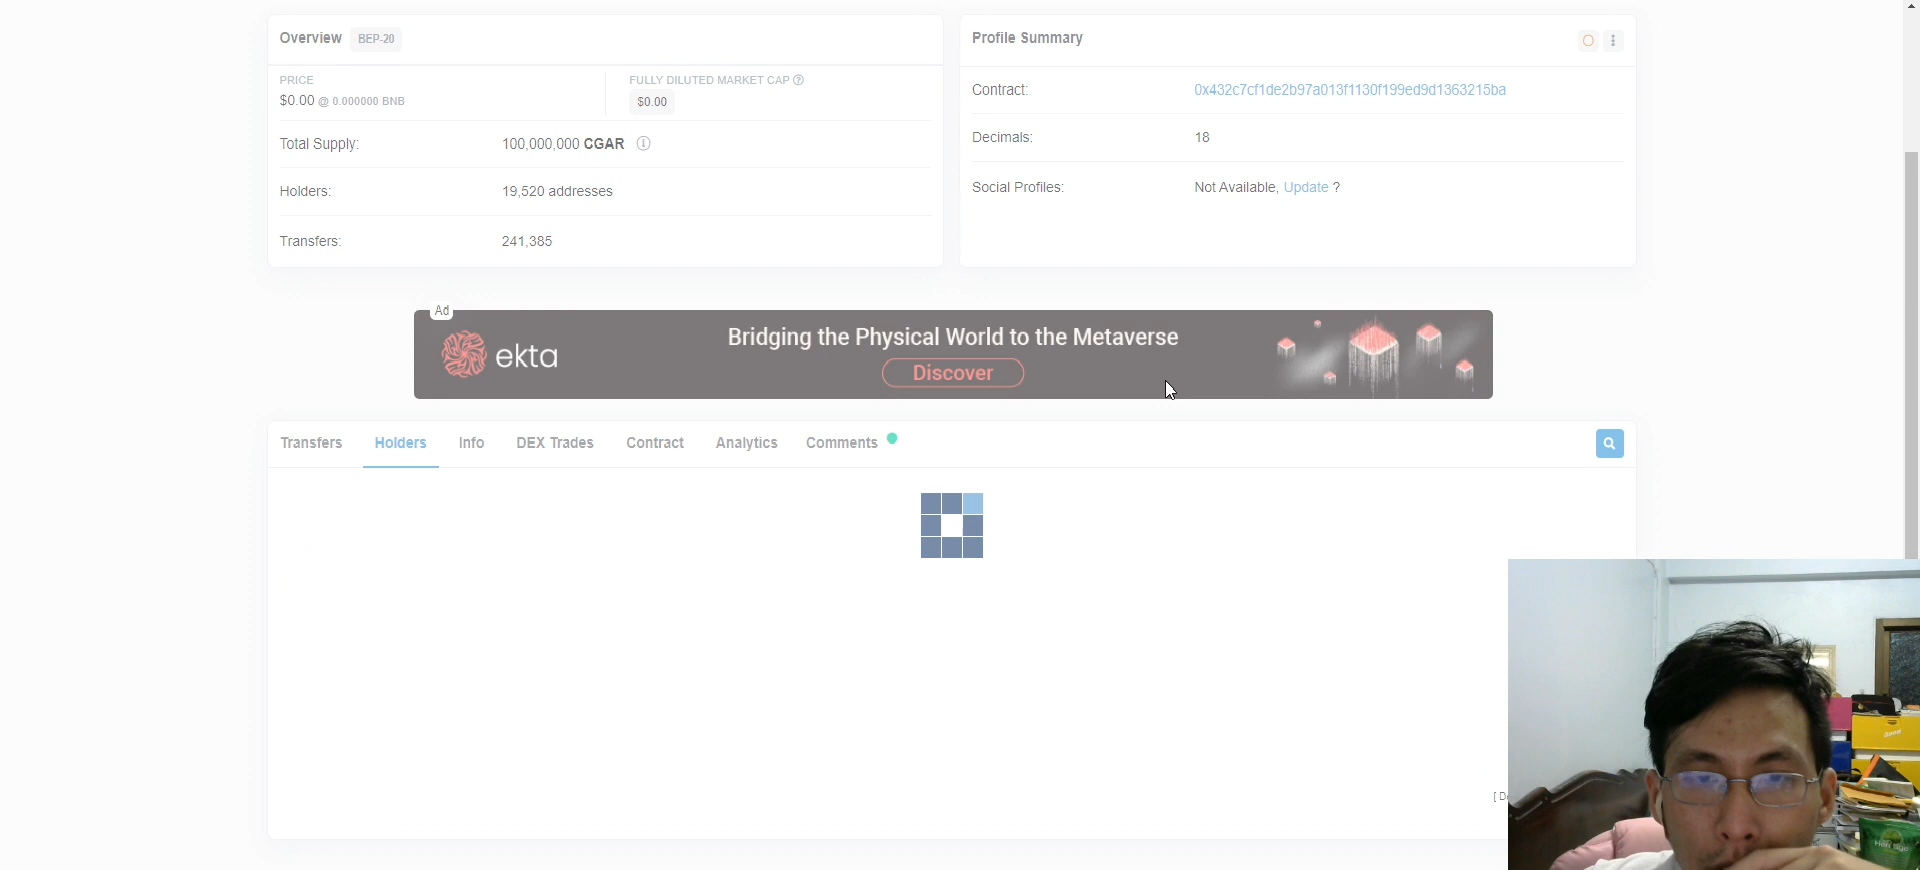 Overview BEP-20
PRICE
$0.00 @ 0.000000 BNB
FULLY DILUTED MARKET CAP
$0.00
Total Supply: 100,000,000 CGAR
Holders: 19,520 addresses
Transfers: 241,385
Profile Summary
Contract: 0x432c7cf1de2b97a013f1130f199ed9d1363215ba
Decimals: 18
Social Profiles: Not Available, Update ?
Ad
ekta
Bridging the Physical World to the Metaverse
Discover
Transfers Holders Info DEX Trades Contract Analytics Comments